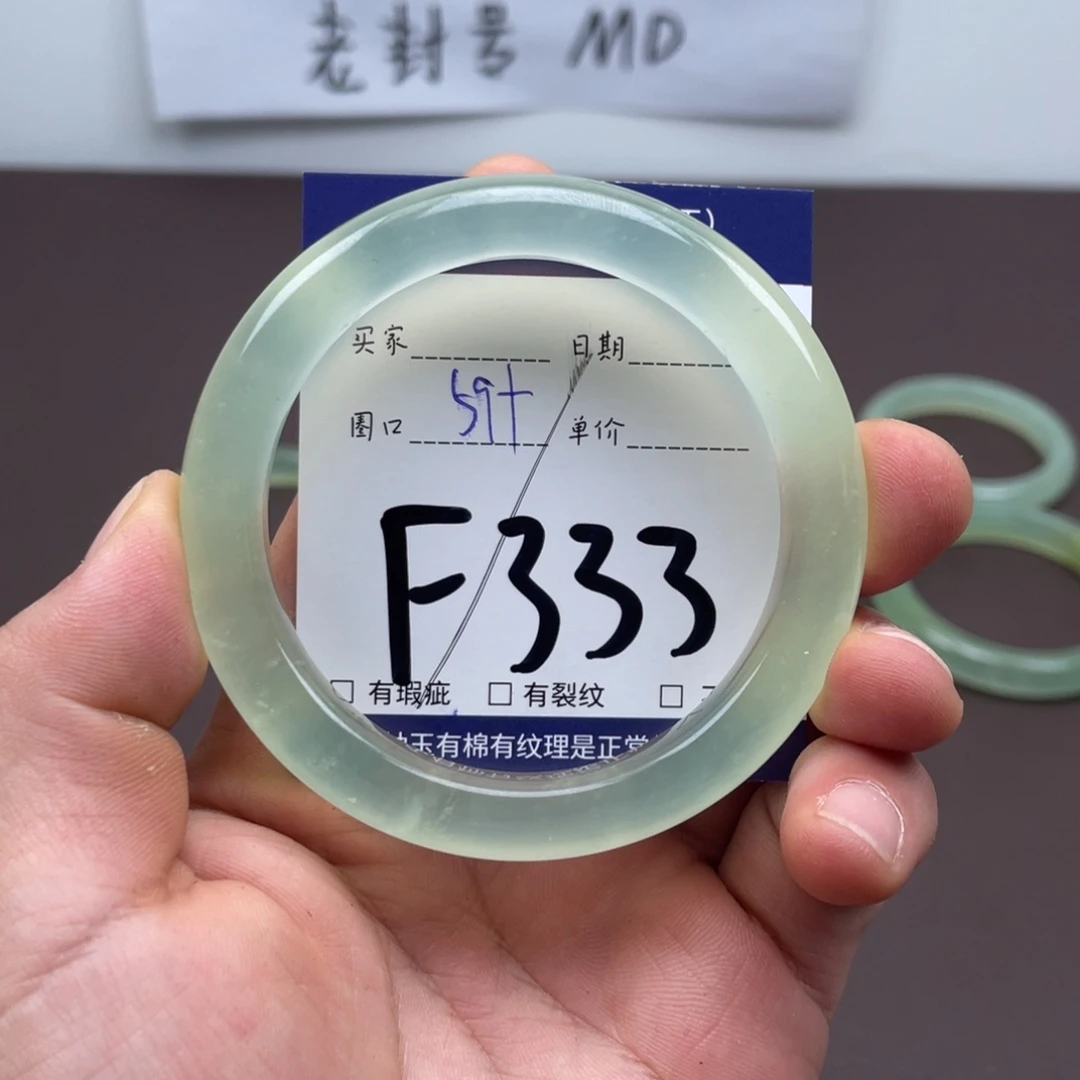 老封号 MD
买家 日期
圈口 59+ 单价
F333
有瑕疵 有裂纹
玉有棉有纹理是正常